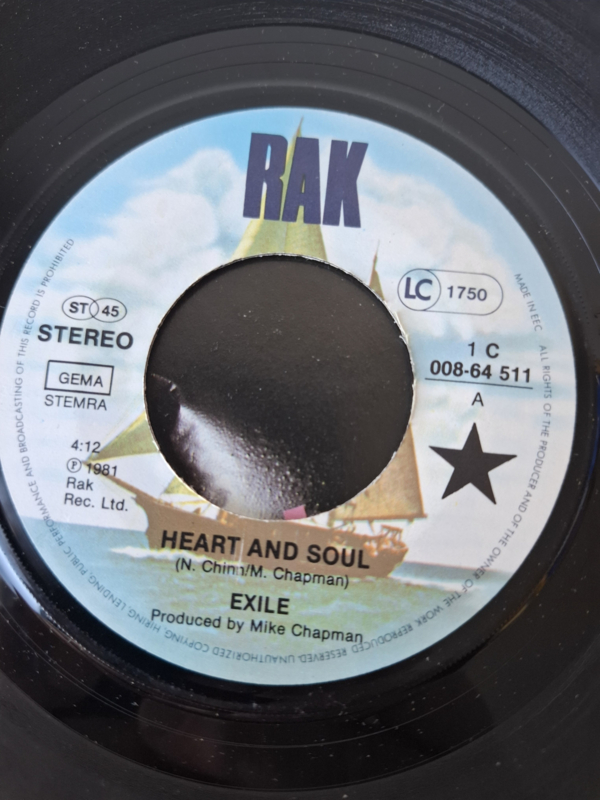 RAK
ST 45
STEREO
GEMA
STEMRA
4:12
Ⓟ 1981
Rak
Rec. Ltd.
LC 1750
1 C
008-64 511
A
HEART AND SOUL
(N. Chinn/M. Chapman)
EXILE
Produced by Mike Chapman
MADE IN EEC ALL RIGHTS OF THE PRODUCER AND OF THE OWNER OF THE WORK REPRODUCED RESERVED. UNAUTHORIZED COPYING, HIRING, LENDING, PUBLIC PERFORMANCE AND BROADCASTING OF THIS RECORD IS PROHIBITED